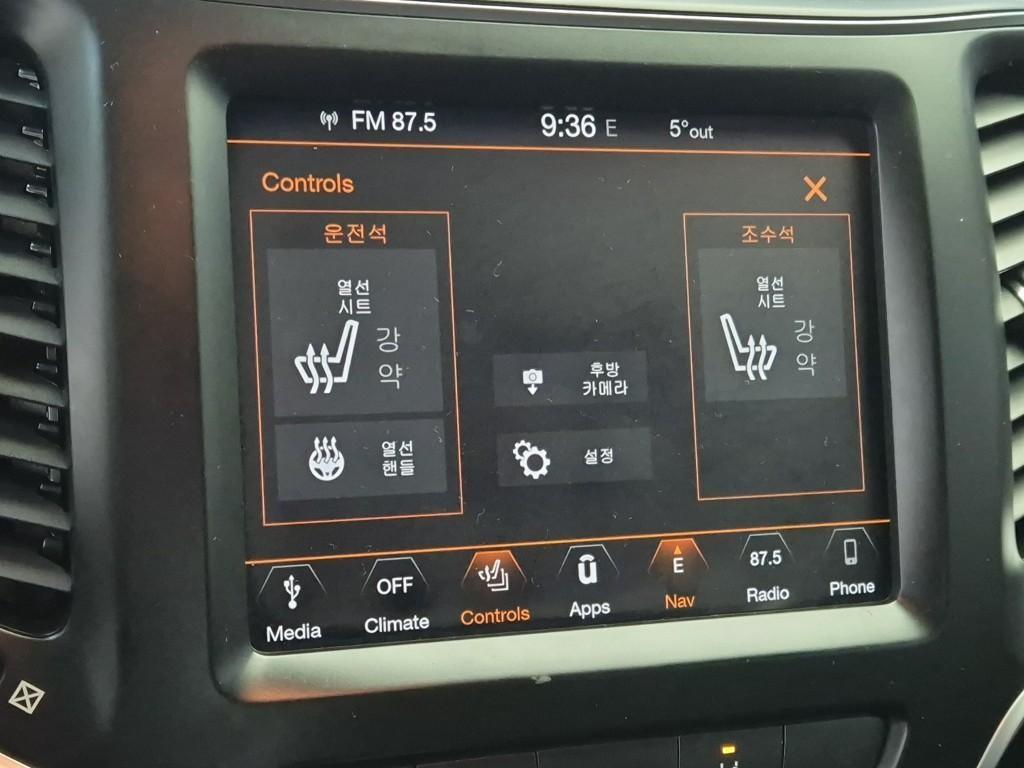 FM 87.5
9:36 E
5°out
Controls
운전석
열선
시트
강
약
열선
핸들
후방
카메라
설정
조수석
열선
시트
강
약
Media
OFF
Climate
Controls
Apps
E
Nav
87.5
Radio
Phone